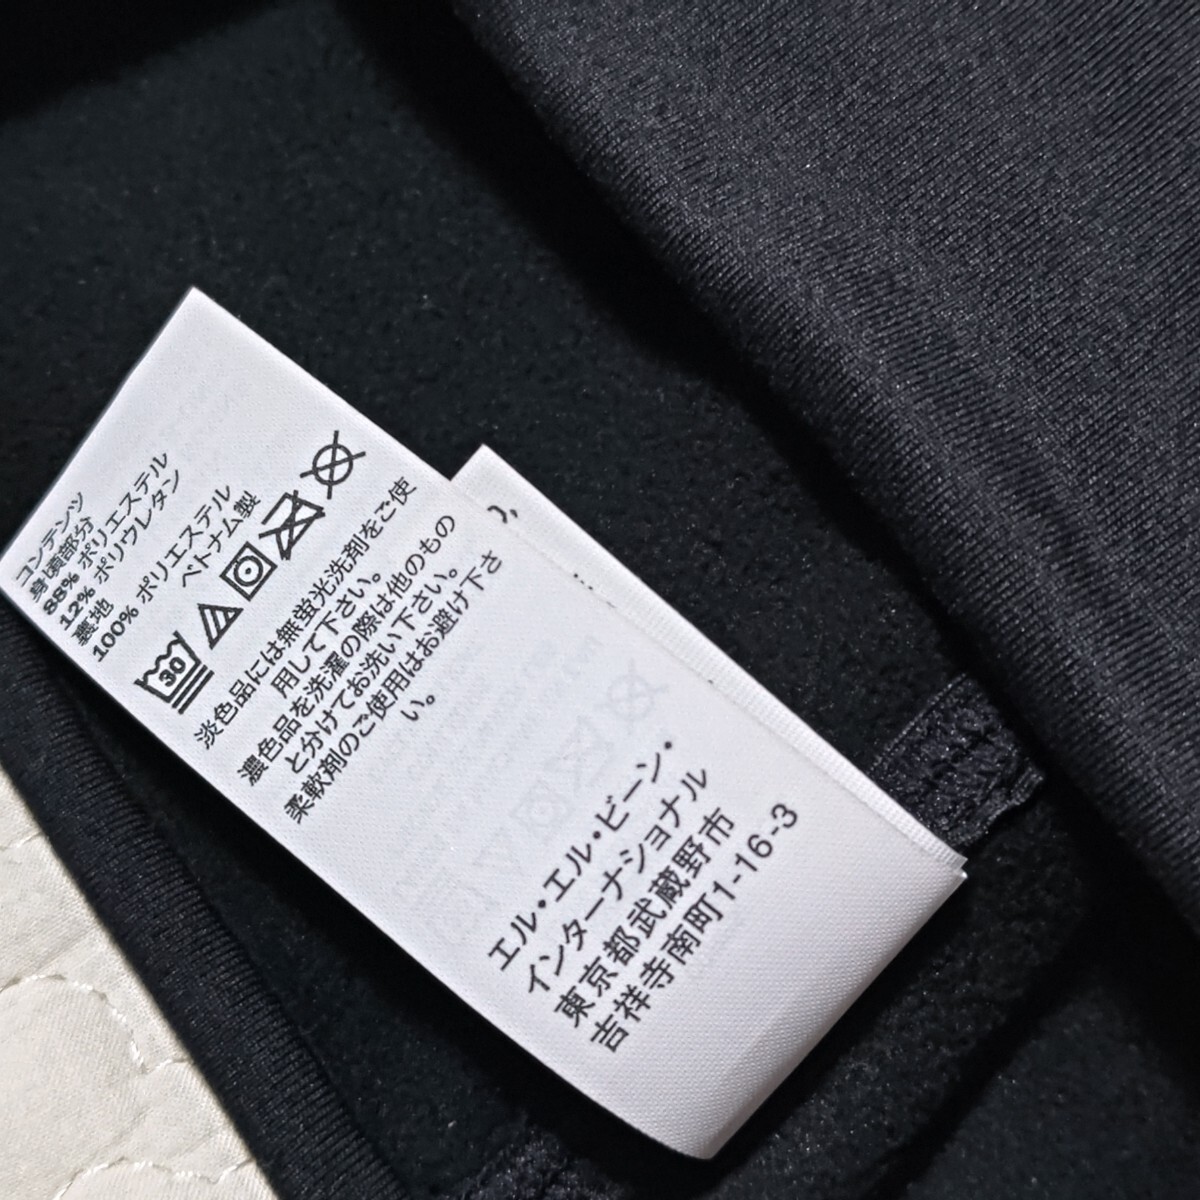 コンテンツ
身頃部分
88% ポリエステル
12% ポリウレタン
裏地
100% ポリエステル
ベトナム製
30
淡色品には無蛍光洗剤をご使
用して下さい。
濃色品を洗濯の際は他のもの
と分けてお洗い下さい。
柔軟剤のご使用はお避け下さ
い。
エル・エル・ビーン・
インターナショナル
東京都武蔵野市
吉祥寺南町1-16-3